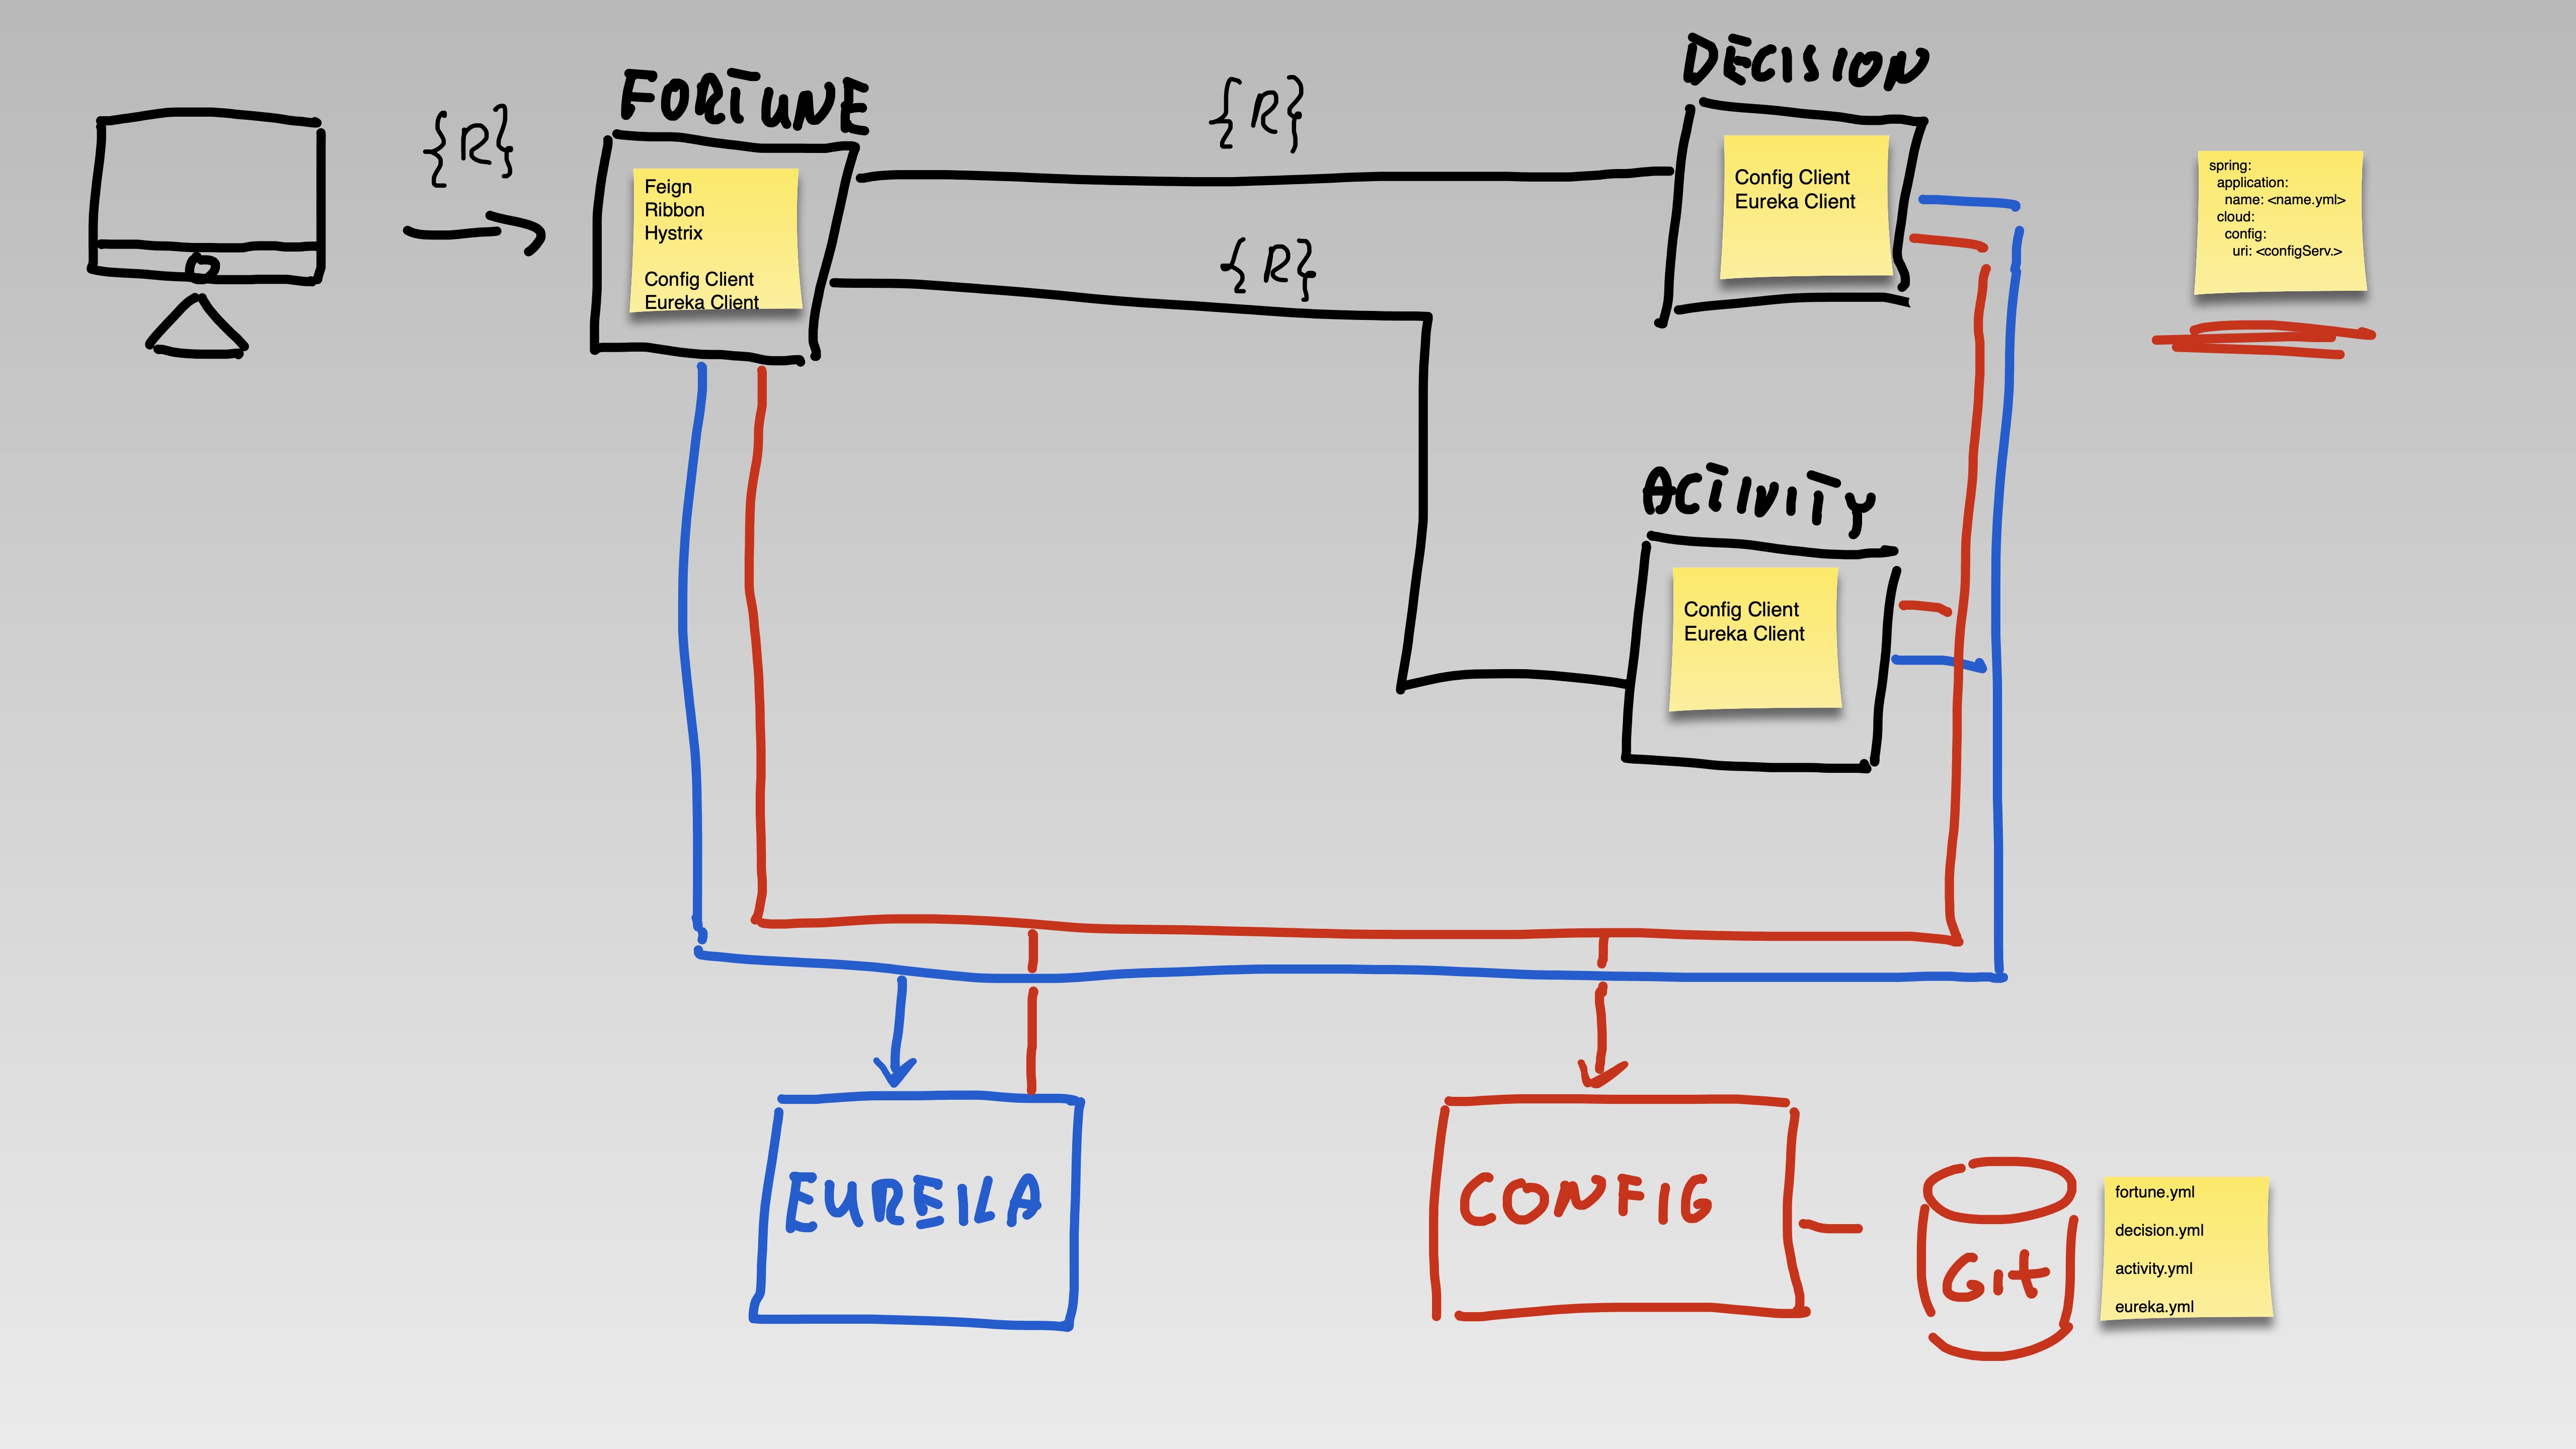 FORTUNE
{R}
Feign
Ribbon
Hystrix
Config Client
Eureka Client
{R}
{R}
DECISION
Config Client
Eureka Client
spring:
application:
name: <name.yml>
cloud:
config:
uri: <configServ.>
ACTIVITY
Config Client
Eureka Client
EUREKA
CONFIG
Git
fortune.yml
decision.yml
activity.yml
eureka.yml